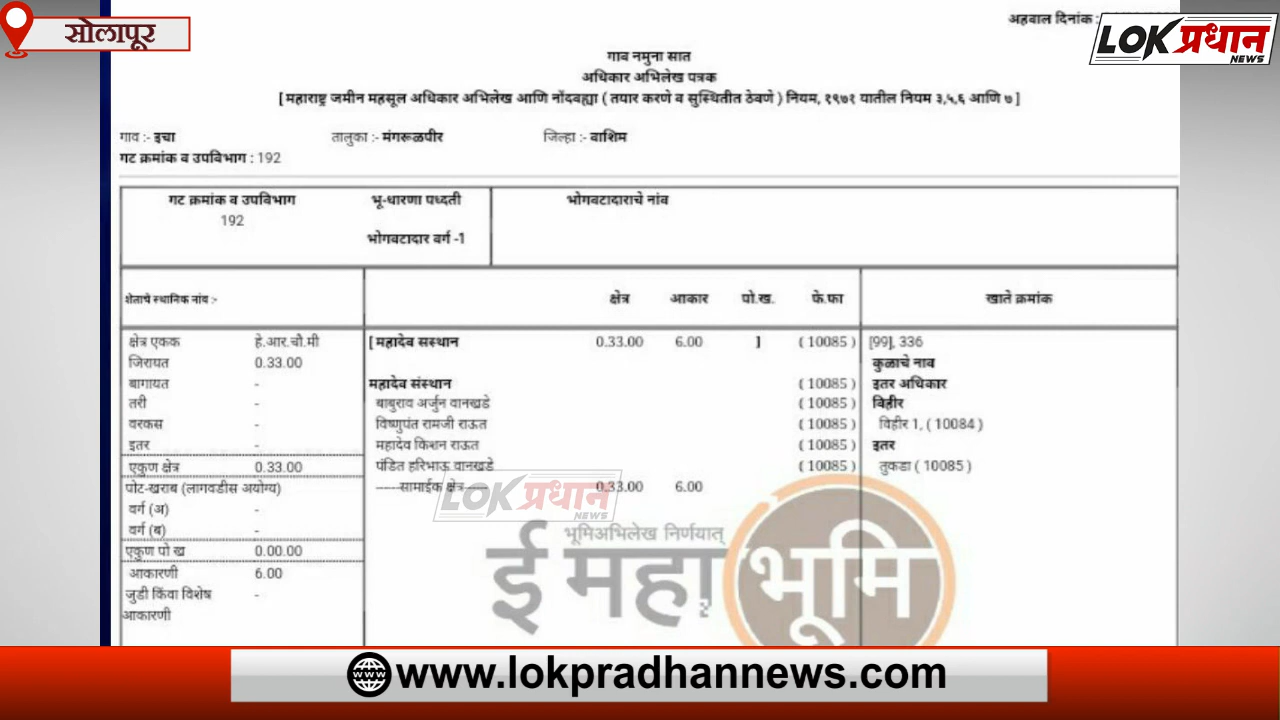 सोलापूर
अहवाल दिनांक :
LOK प्रधान
NEWS
गाव नमुना सात
अधिकार अभिलेख पत्रक
[ महाराष्ट्र जमीन महसूल अधिकार अभिलेख आणि नोंदवह्या ( तयार करणे व सुस्थितीत ठेवणे ) नियम, १९७१ यातील नियम ३,५,६ आणि ७ ]
गाव :- इचा तालुका :- मंगरूळपीर जिल्हा :- वाशिम
गट क्रमांक व उपविभाग : 192
गट क्रमांक व उपविभाग भू-धारणा पध्दती भोगवटादाराचे नांव
192
भोगवटादार वर्ग -1
शेताचे स्थानिक नांव :- क्षेत्र आकार पो.ख. फे.फा खाते क्रमांक
क्षेत्र एकक हे.आर.चौ.मी [ महादेव सस्थान 0.33.00 6.00 ] ( 10085 ) [99], 336
जिरायत 0.33.00 कुळाचे नाव
बागायत - महादेव संस्थान ( 10085 ) इतर अधिकार
तरी - बाबुराव अर्जुन वानखडे ( 10085 ) विहीर
वरकस - विष्णुपंत रामजी राऊत ( 10085 ) विहीर 1, ( 10084 )
इतर - महादेव किशन राऊत ( 10085 ) इतर
एकुण क्षेत्र 0.33.00 पंडित हरिभाऊ वानखडे ( 10085 ) तुकडा ( 10085 )
पोट-खराब (लागवडीस अयोग्य) -----सामाईक क्षेत्र----- 0.33.00 6.00
LOK प्रधान
NEWS
वर्ग (अ) -
वर्ग (ब) -
एकुण पो ख 0.00.00
आकारणी 6.00
जुडी किंवा विशेष -
आकारणी
भूमिअभिलेख निर्णयात्
ई महा भूमि
www.lokpradhannews.com